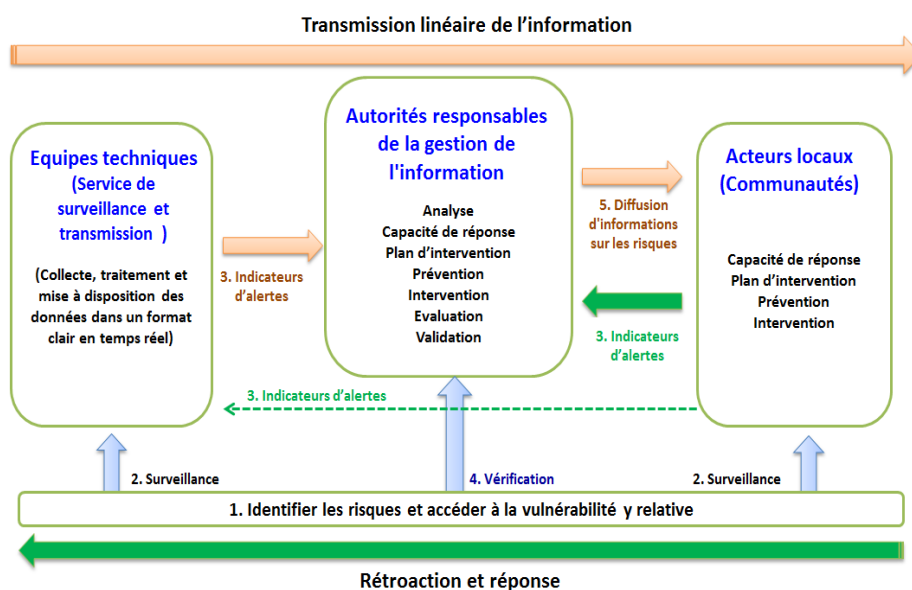 Transmission linéaire de l'information
Equipes techniques
(Service de
surveillance et
transmission )
(Collecte, traitement et
mise à disposition des
données dans un format
clair en temps réel)
3. Indicateurs
d'alertes
Autorités responsables
de la gestion de
l'information
Analyse
Capacité de réponse
Plan d'intervention
Prévention
Intervention
Evaluation
Validation
5. Diffusion
d'informations
sur les risques
3. Indicateurs
d'alertes
Acteurs locaux
(Communautés)
Capacité de réponse
Plan d'intervention
Prévention
Intervention
3. Indicateurs d'alertes
2. Surveillance
4. Vérification
2. Surveillance
1. Identifier les risques et accéder à la vulnérabilité y relative
Rétroaction et réponse